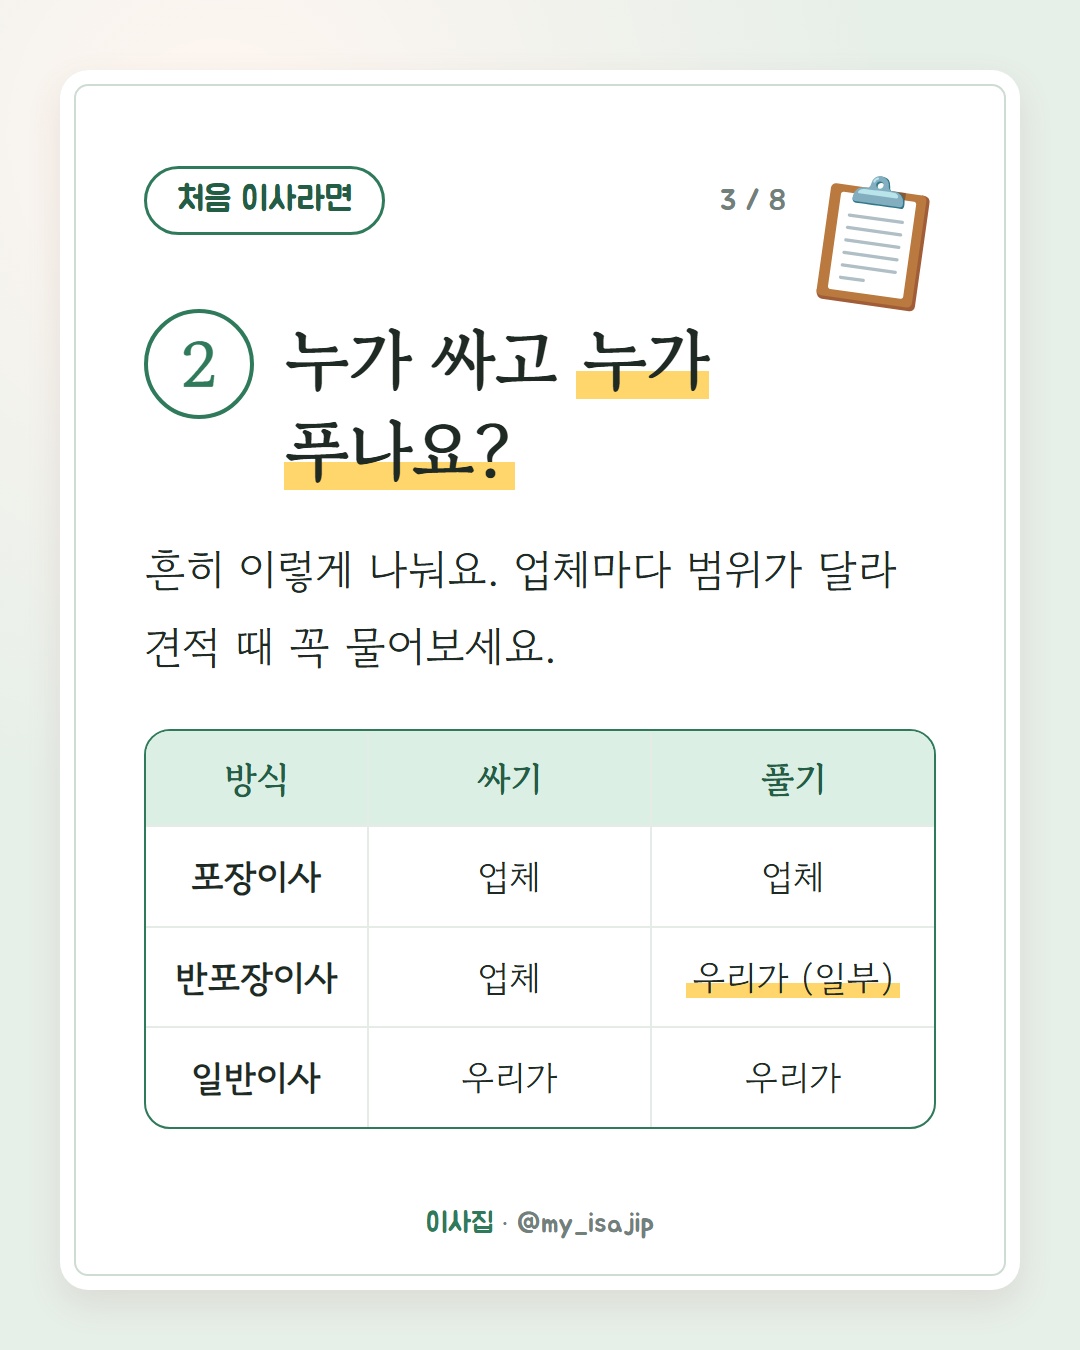 처음 이사라면
3 / 8
2 누가 싸고 누가
푸나요?
흔히 이렇게 나눠요. 업체마다 범위가 달라
견적 때 꼭 물어보세요.
방식 싸기 풀기
포장이사 업체 업체
반포장이사 업체 우리가 (일부)
일반이사 우리가 우리가
이사집 · @my_isajip